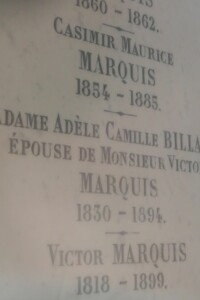 1860 - 1862.
CASIMIR MAURICE
MARQUIS
1854 - 1885.
ADAME ADÈLE CAMILLE BILLA
ÉPOUSE DE MONSIEUR VICTO
MARQUIS
1830 - 1894.
VICTOR MARQUIS
1818 - 1899.